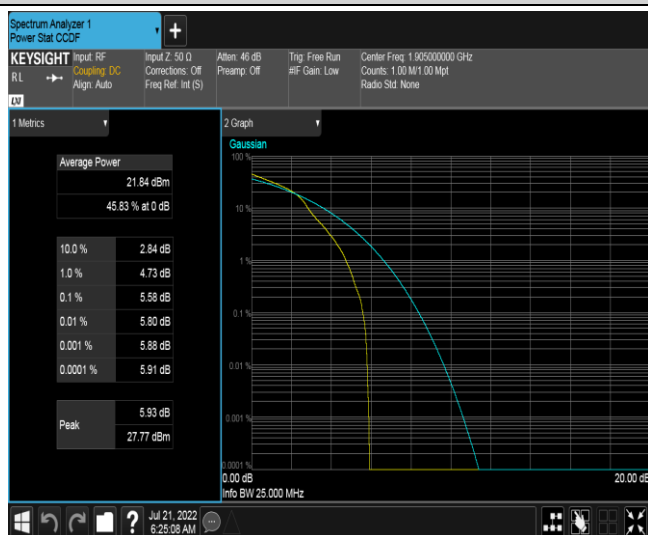 Spectrum Analyzer 1
Power Stat CCDF
KEYSIGHT
RL
LXI
Input: RF
Coupling: DC
Align: Auto
Input Z: 50 Ω
Corrections: Off
Freq Ref: Int (S)
Atten: 46 dB
Preamp: Off
Trig: Free Run
#IF Gain: Low
Center Freq: 1.905000000 GHz
Counts: 1.00 M/1.00 Mpt
Radio Std: None
1 Metrics
Average Power
21.84 dBm
45.83 % at 0 dB
10.0 % 2.84 dB
1.0 % 4.73 dB
0.1 % 5.58 dB
0.01 % 5.80 dB
0.001 % 5.88 dB
0.0001 % 5.91 dB
Peak
5.93 dB
27.77 dBm
2 Graph
Gaussian
100 %
10 %
1 %
0.1 %
0.01 %
0.001 %
0.0001 %
0.00 dB 20.00 dB
Info BW 25.000 MHz
?
Jul 21, 2022
6:25:08 AM